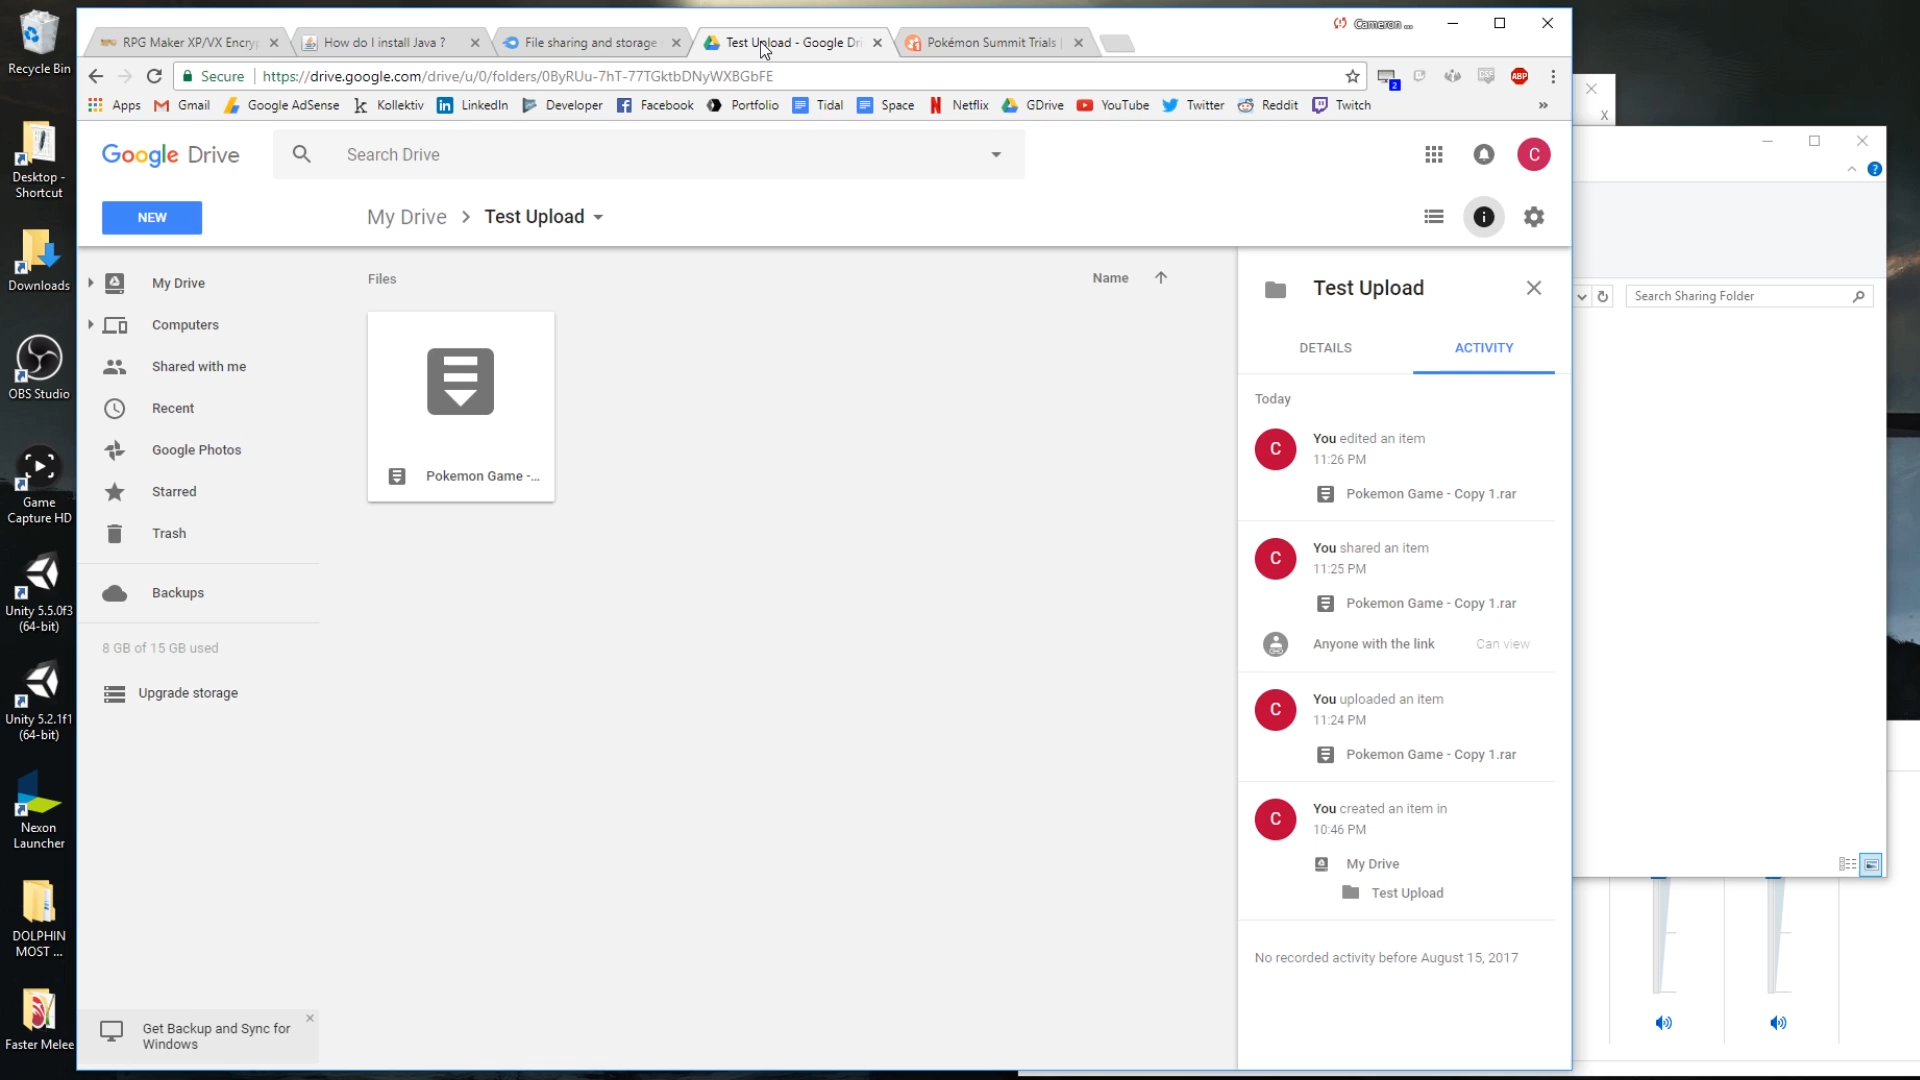 Recycle Bin
Desktop -
Shortcut
Downloads
OBS Studio
Game
Capture HD
Unity 5.5.0f3
(64-bit)
Unity 5.2.1f1
(64-bit)
Nexon
Launcher
DOLPHIN
MOST ...
Faster Melee
Cameron ...
RPG Maker XP/VX Encry
How do I install Java ?
File sharing and storage
Test Upload - Google Dri
Pokémon Summit Trials
Secure
https://drive.google.com/drive/u/0/folders/0ByRUu-7hT-77TGktbDNyWXBGbFE
2
ABP
Apps
Gmail
Google AdSense
Kollektiv
LinkedIn
Developer
Facebook
Portfolio
Tidal
Space
Netflix
GDrive
YouTube
Twitter
Reddit
Twitch
»
Google Drive
Search Drive
C
NEW
My Drive > Test Upload
My Drive
Computers
Shared with me
Recent
Google Photos
Starred
Trash
Backups
8 GB of 15 GB used
Upgrade storage
Get Backup and Sync for
Windows
Files
Name
Pokemon Game -...
Test Upload
DETAILS
ACTIVITY
Today
C
You edited an item
11:26 PM
Pokemon Game - Copy 1.rar
C
You shared an item
11:25 PM
Pokemon Game - Copy 1.rar
Anyone with the link
Can view
C
You uploaded an item
11:24 PM
Pokemon Game - Copy 1.rar
C
You created an item in
10:46 PM
My Drive
Test Upload
No recorded activity before August 15, 2017
X
Search Sharing Folder